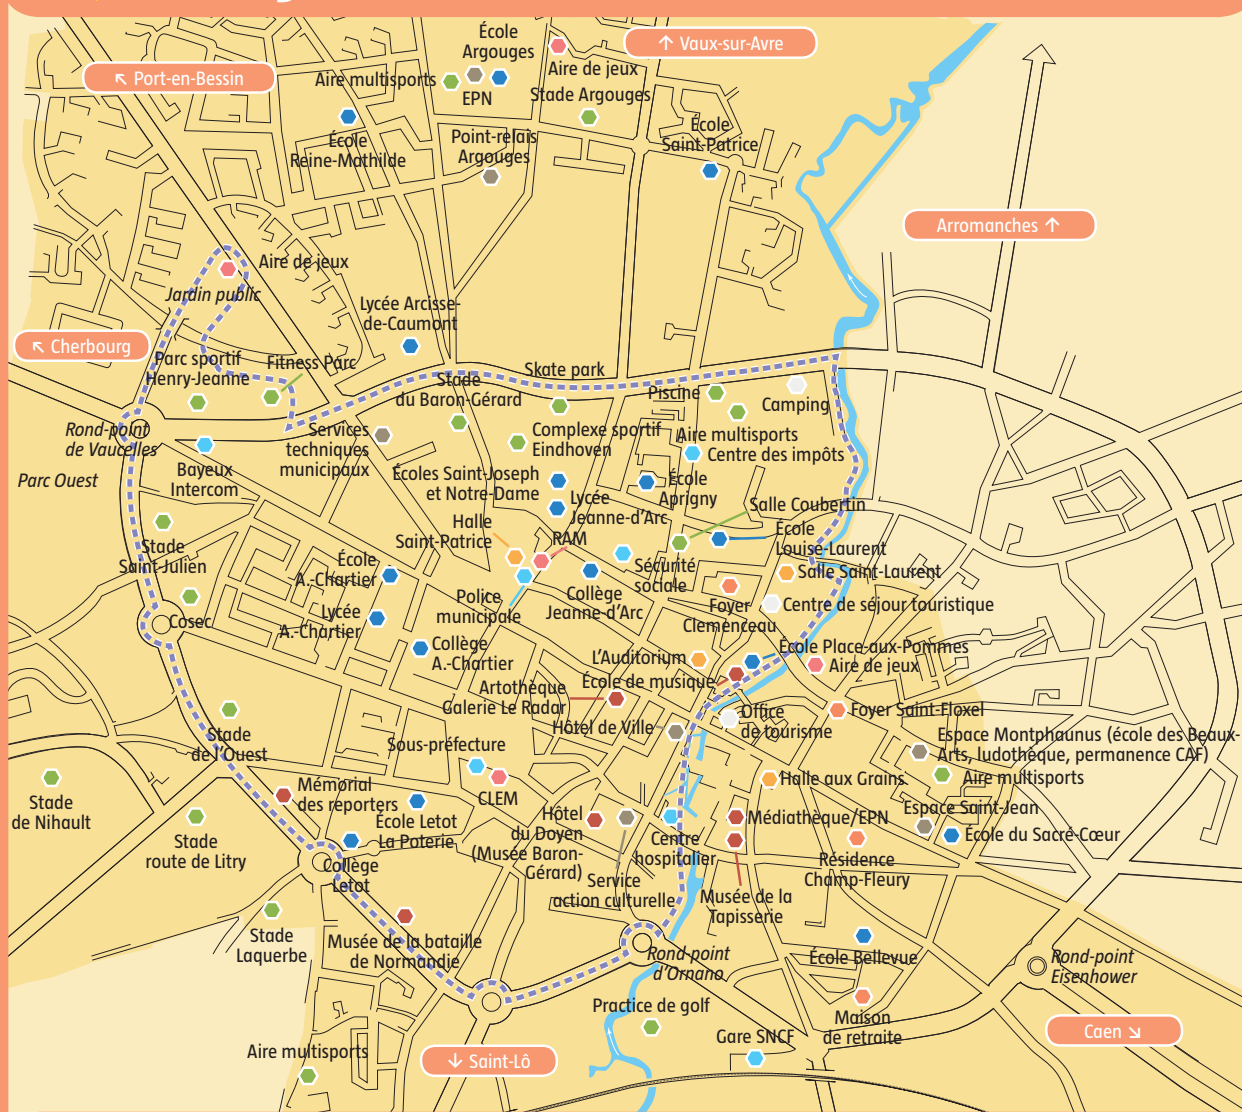 École
Argouges
↑ Vaux-sur-Avre
↖ Port-en-Bessin
Aire multisports
EPN
Aire de jeux
Stade Argouges
École
Reine-Mathilde
Point-relais
Argouges
École
Saint-Patrice
Arromanches ↑
Aire de jeux
Jardin public
Lycée Arcisse-
de-Caumont
↖ Cherbourg
Parc sportif
Henry-Jeanne
Fitness Parc
Skate park
Stade
du Baron-Gérard
Piscine
Camping
Rond-point
de Vaucelles
Services
techniques
municipaux
Complexe sportif
Eindhoven
Aire multisports
Centre des impôts
Parc Ouest
Bayeux
Intercom
Écoles Saint-Joseph
et Notre-Dame
École
Aprigny
Lycée
Jeanne-d’Arc
Salle Coubertin
Halle
Saint-Patrice
RAM
École
Louise-Laurent
Stade
Saint-Julien
École
A.-Chartier
Sécurité
sociale
Salle Saint-Laurent
Police
municipale
Collège
Jeanne-d’Arc
Foyer
Clemenceau
Centre de séjour touristique
Cosec
Lycée
A.-Chartier
Collège
A.-Chartier
L’Auditorium
École Place-aux-Pommes
Aire de jeux
École de musique
Artothèque
Galerie Le Radar
Hôtel de Ville
Office
de tourisme
Foyer Saint-Floxel
Stade
de l’Ouest
Sous-préfecture
Espace Montphaunus (école des Beaux-
Arts, ludothèque, permanence CAF)
Aire multisports
Stade
de Nihault
Mémorial
des reporters
CLEM
Halle aux Grains
Espace Saint-Jean
École du Sacré-Cœur
École Letot
La Poterie
Hôtel
du Doyen
(Musée Baron-
Gérard)
Centre
hospitalier
Médiathèque/EPN
Stade
route de Litry
Collège
Letot
Service
action culturelle
Résidence
Champ-Fleury
Musée de la
Tapisserie
Stade
Laquerbe
Musée de la bataille
de Normandie
Rond-point
d’Ornano
École Bellevue
Rond-point
Eisenhower
Practice de golf
Maison
de retraite
Gare SNCF
Caen ↘
Aire multisports
↓ Saint-Lô